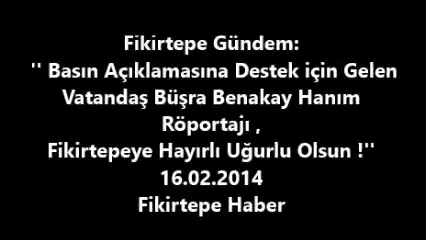 Fikirtepe Gündem:
'' Basın Açıklamasına Destek için Gelen
Vatandaş Büşra Benakay Hanım
Röportajı ,
Fikirtepeye Hayırlı Uğurlu Olsun !''
16.02.2014
Fikirtepe Haber